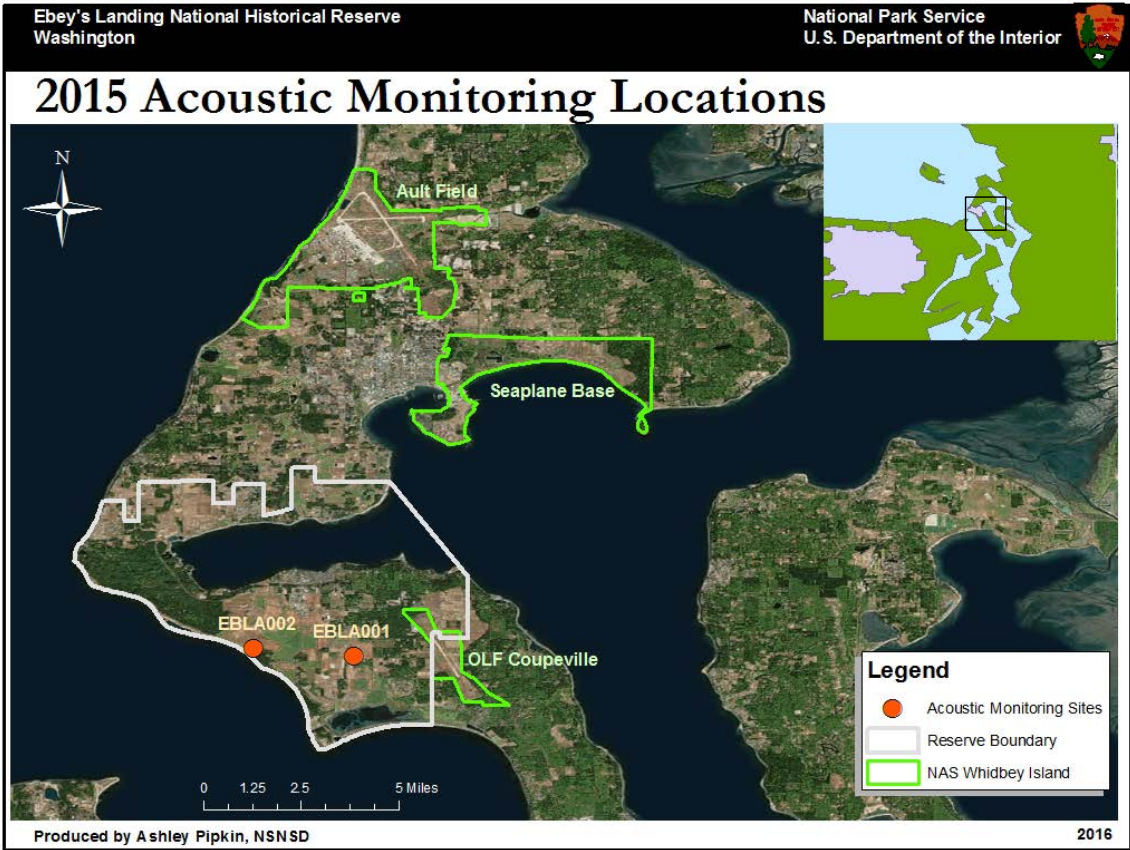 Ebey's Landing National Historical Reserve
Washington
National Park Service
U.S. Department of the Interior
2015 Acoustic Monitoring Locations
N
Ault Field
Seaplane Base
EBLA002
EBLA001
OLF Coupeville
Legend
Acoustic Monitoring Sites
Reserve Boundary
NAS Whidbey Island
0 1.25 2.5 5 Miles
Produced by Ashley Pipkin, NSNSD
2016